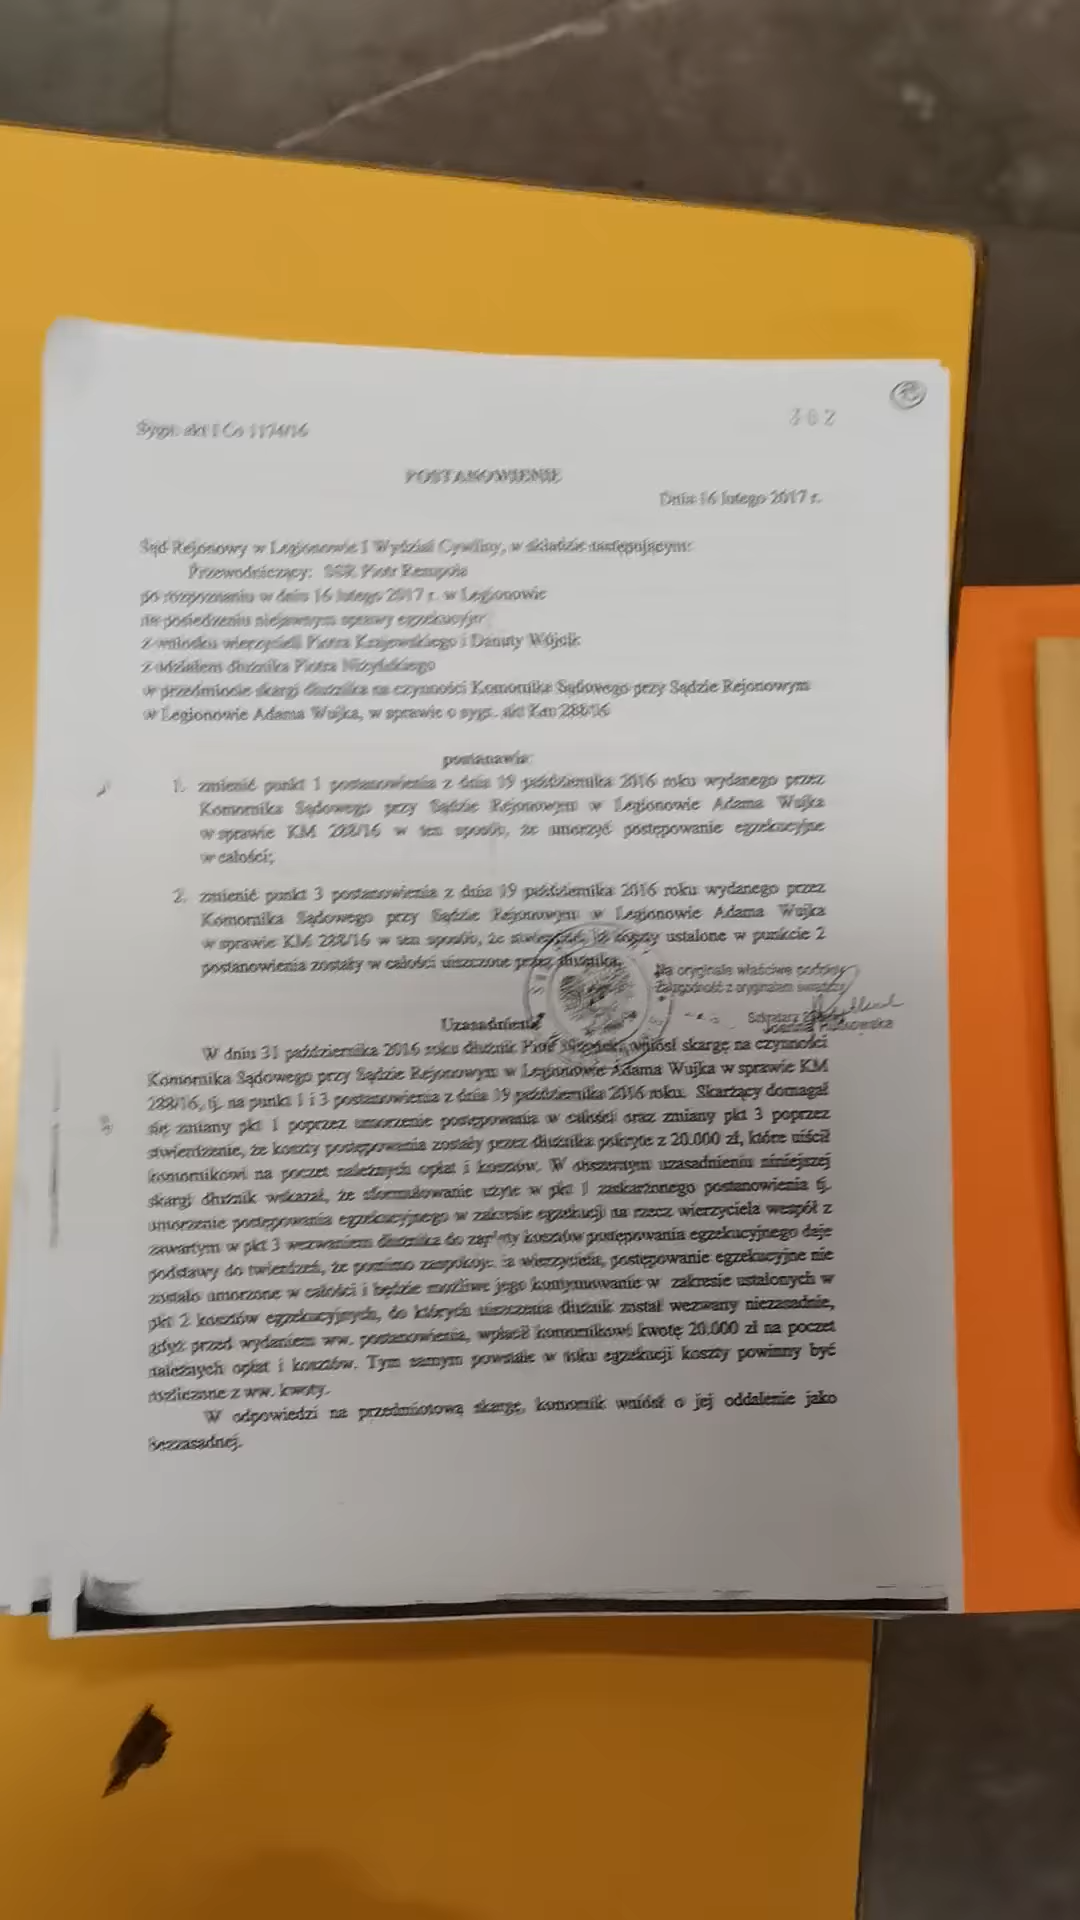 302
Sygn. akt I Co 1174/16
POSTANOWIENIE
Dnia 16 lutego 2017 r.
Sąd Rejonowy w Legionowie I Wydział Cywilny, w składzie następującym:
Przewodniczący: SSR Piotr
po rozpoznaniu w dniu 16 lutego 2017 r. w Legionowie
na posiedzeniu niejawnym sprawy egzekucyjnej
z wniosku wierzycieli Piotra Krajewskiego i Danuty Wójcik
z udziałem dłużnika Piotra
w przedmiocie skargi dłużnika na czynności Komornika Sądowego przy Sądzie Rejonowym
w Legionowie Adama Wujka, w sprawie o sygn. akt Km 288/16
postanawia:
1. zmienić punkt 1 postanowienia z dnia 19 października 2016 roku wydanego przez
Komornika Sądowego przy Sądzie Rejonowym w Legionowie Adama Wujka
w sprawie KM 288/16 w ten sposób, że umorzyć postępowanie egzekucyjne
w całości;
2. zmienić punkt 3 postanowienia z dnia 19 października 2016 roku wydanego przez
Komornika Sądowego przy Sądzie Rejonowym w Legionowie Adama Wujka
w sprawie KM 288/16 w ten sposób, że stwierdzić, iż koszty ustalone w punkcie 2
postanowienia zostały w całości uiszczone przez dłużnika.
Na oryginale właściwe podpisy
Za zgodność z oryginałem świadczy
Sekretarz
Joanna
Uzasadnienie
W dniu 31 października 2016 roku dłużnik Piotr wniósł skargę na czynności
Komornika Sądowego przy Sądzie Rejonowym w Legionowie Adama Wujka w sprawie KM
288/16, tj. na punkt 1 i 3 postanowienia z dnia 19 października 2016 roku. Skarżący domagał
się zmiany pkt 1 poprzez umorzenie postępowania w całości oraz zmiany pkt 3 poprzez
stwierdzenie, że koszty postępowania zostały przez dłużnika pokryte z 20.000 zł, które uiścił
komornikowi na poczet należnych opłat i kosztów. W obszernym uzasadnieniu niniejszej
skargi dłużnik wskazał, że sformułowanie użyte w pkt 1 zaskarżonego postanowienia tj.
umorzenie postępowania egzekucyjnego w zakresie egzekucji na rzecz wierzyciela wespół z
zawartym w pkt 3 wezwaniem dłużnika do zapłaty kosztów postępowania egzekucyjnego daje
podstawy do twierdzeń, że pomimo zaspokojenia wierzyciela, postępowanie egzekucyjne nie
zostało umorzone w całości i będzie możliwe jego kontynuowanie w zakresie ustalonych w
pkt 2 kosztów egzekucyjnych, do których uiszczenia dłużnik został wezwany niezasadnie,
gdyż przed wydaniem ww. postanowienia, wpłacił komornikowi kwotę 20.000 zł na poczet
należnych opłat i kosztów. Tym samym powstałe w toku egzekucji koszty powinny być
rozliczone z ww. kwoty.
W odpowiedzi na przedmiotową skargę, komornik wniósł o jej oddalenie jako
bezzasadnej.